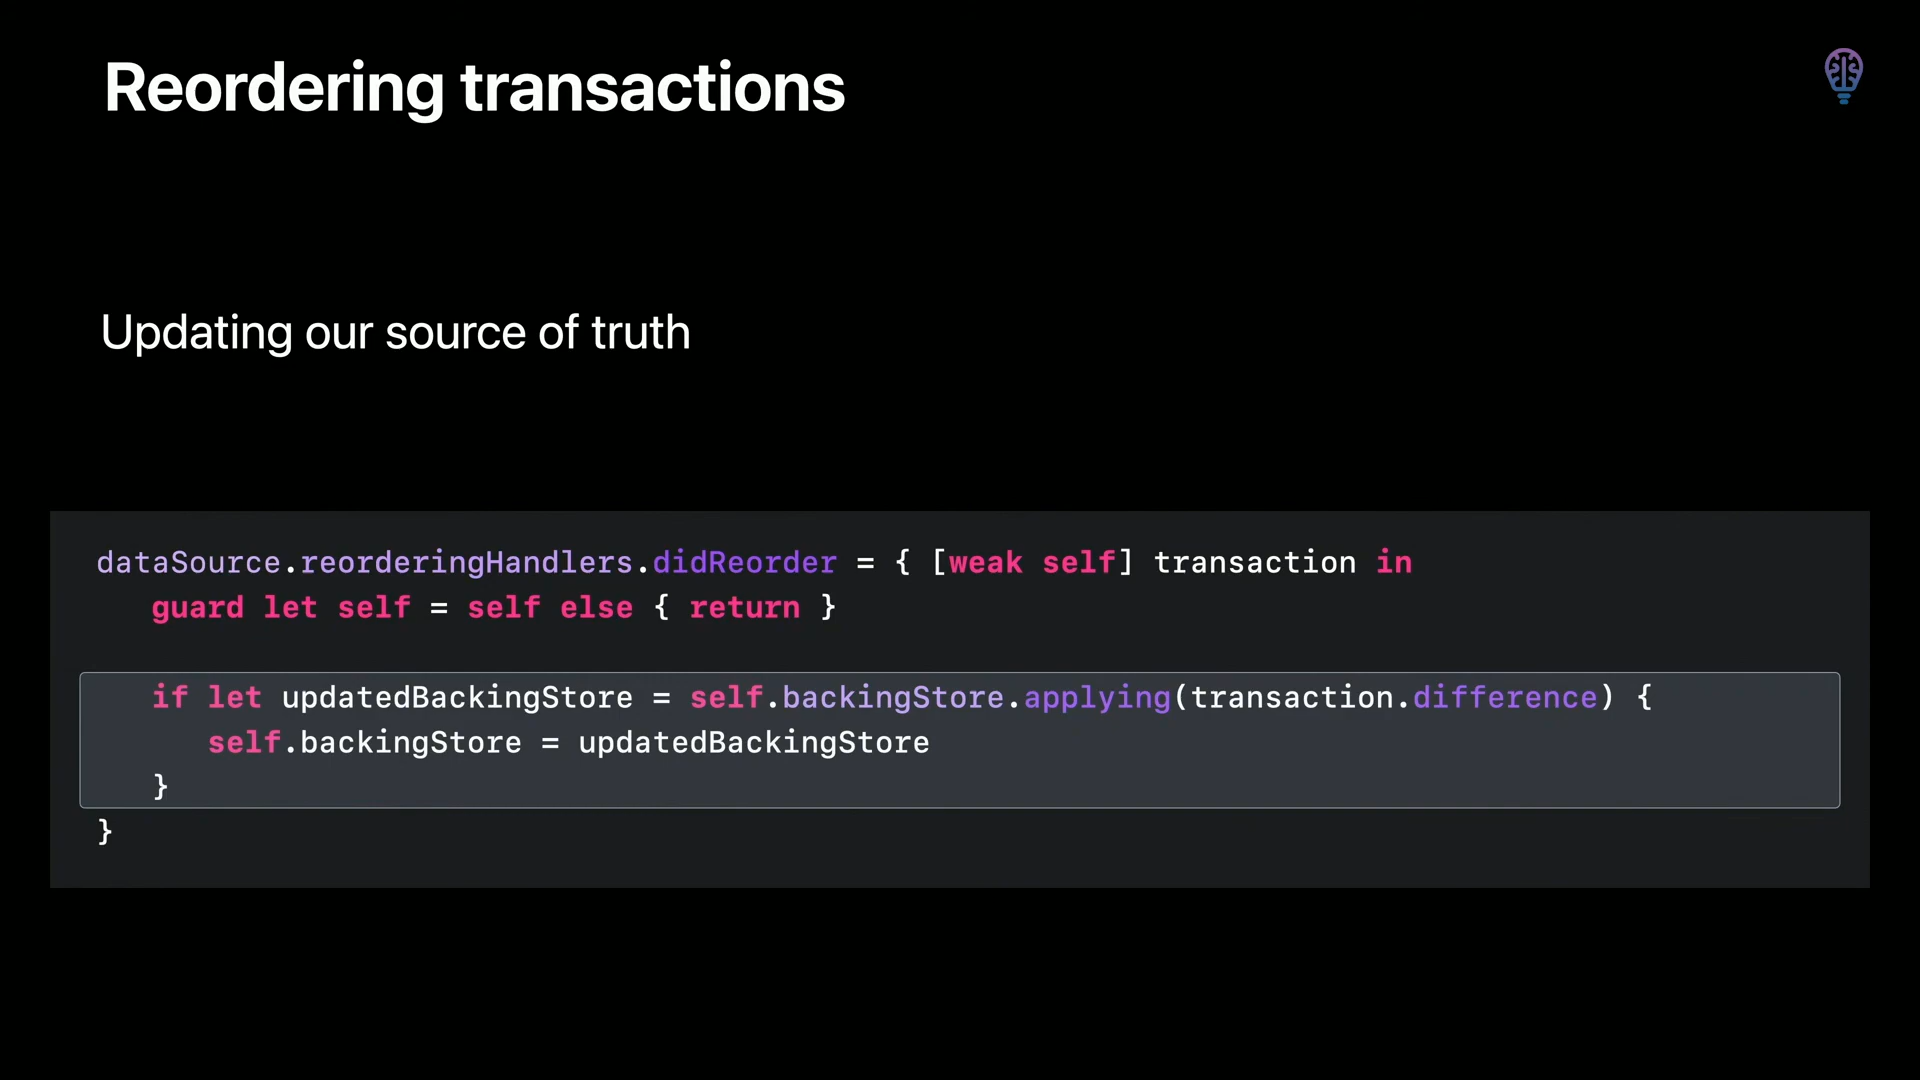 Reordering transactions
Updating our source of truth
dataSource.reorderingHandlers.didReorder = { [weak self] transaction in
   guard let self = self else { return }
   if let updatedBackingStore = self.backingStore.applying(transaction.difference) {
      self.backingStore = updatedBackingStore
   }
}